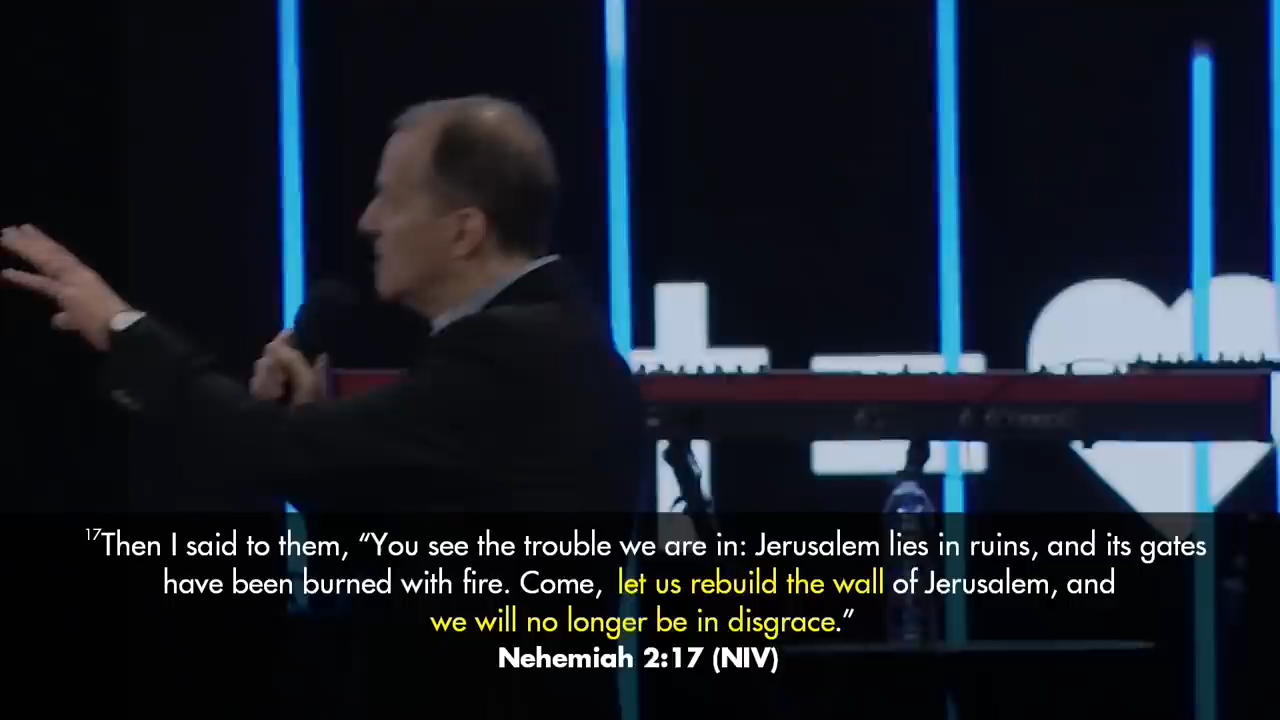 17Then I said to them, “You see the trouble we are in: Jerusalem lies in ruins, and its gates
have been burned with fire. Come, let us rebuild the wall of Jerusalem, and
we will no longer be in disgrace.”
Nehemiah 2:17 (NIV)